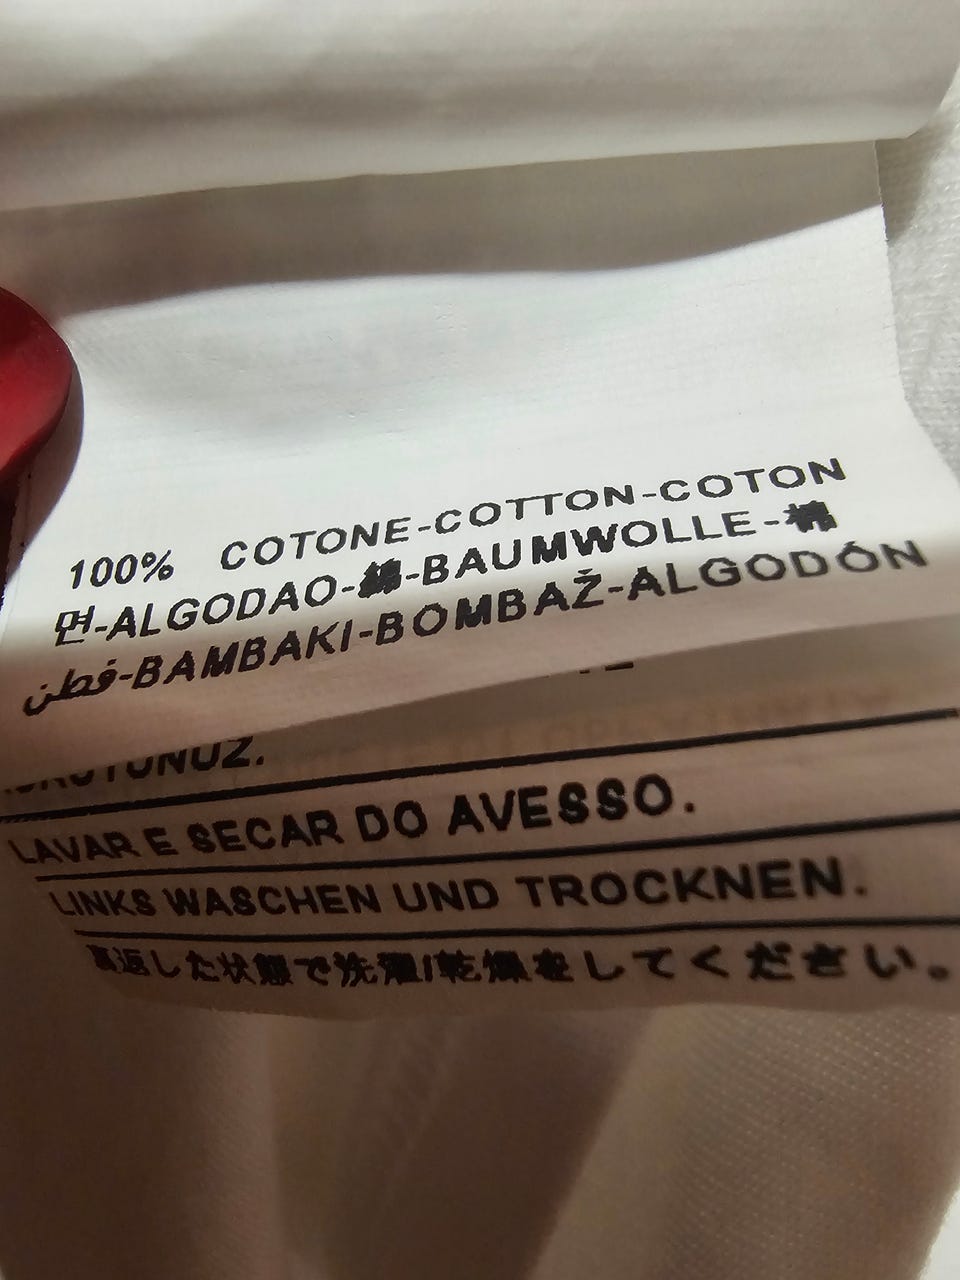 100% COTONE-COTTON-COTON
면-ALGODAO-綿-BAUMWOLLE-棉
قطن-BAMBAKI-BOMBAŽ-ALGODÓN
LAVAR E SECAR DO AVESSO.
LINKS WASCHEN UND TROCKNEN.
裏返した状態で洗濯/乾燥をしてください。